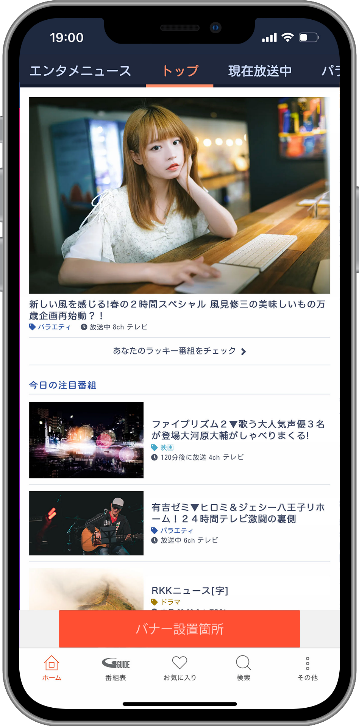 19:00
エンタメニュース トップ 現在放送中 バラ
新しい風を感じる!春の2時間スペシャル 風見修三の美味しいもの万
歳企画再始動?!
バラエティ 放送中 8ch テレビ
あなたのラッキー番組をチェック
今日の注目番組
ファイブリズム2▼歌う大人気声優3名
が登場大河原大輔がしゃべりまくる!
映画
120分後に放送 4ch テレビ
有吉ゼミ▼ヒロミ&ジェシー八王子リホ
ーム!24時間テレビ激闘の裏側
バラエティ
放送中 6ch テレビ
RKKニュース[字]
ドラマ
バナー設置箇所
GUIDE
ホーム 番組表 お気に入り 検索 その他